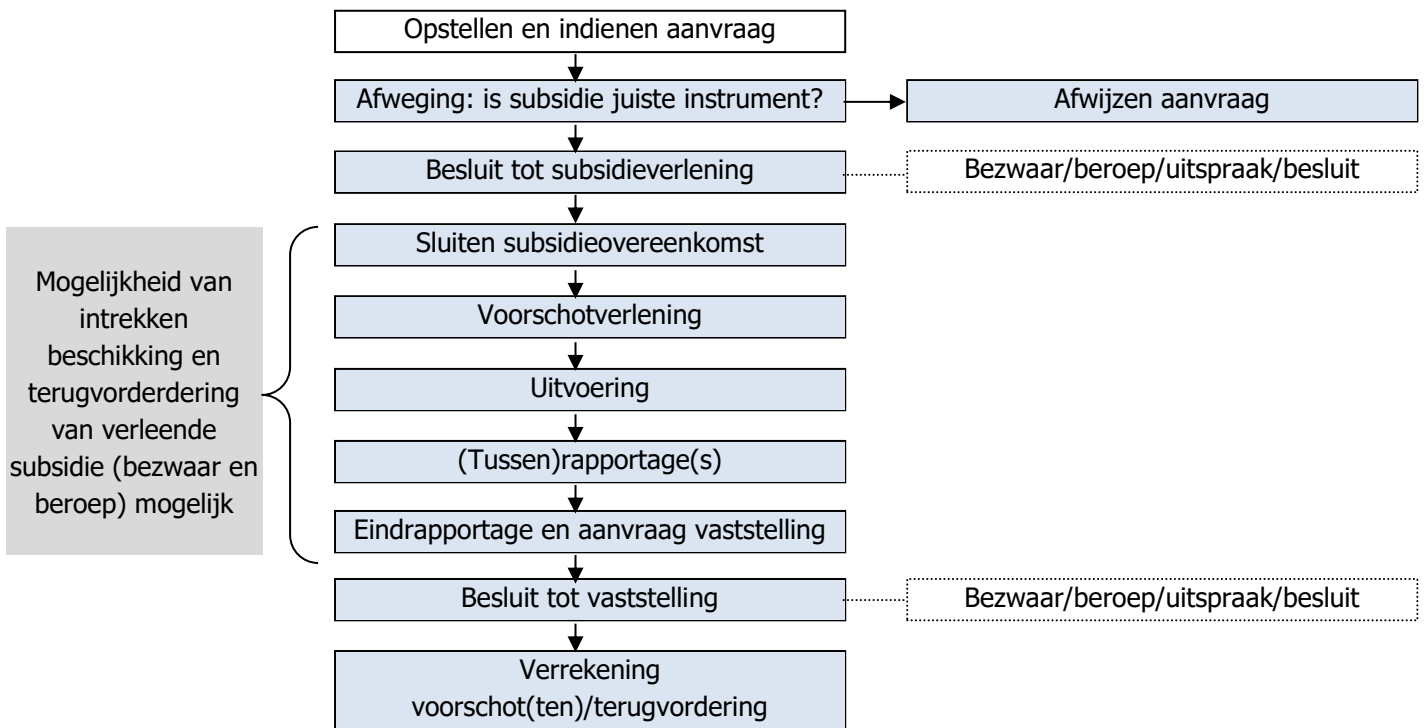 Opstellen en indienen aanvraag
Afweging: is subsidie juiste instrument?
Afwijzen aanvraag
Besluit tot subsidieverlening
Bezwaar/beroep/uitspraak/besluit
Sluiten subsidieovereenkomst
Mogelijkheid van
intrekken
beschikking en
terugvorderdering
van verleende
subsidie (bezwaar en
beroep) mogelijk
Voorschotverlening
Uitvoering
(Tussen)rapportage(s)
Eindrapportage en aanvraag vaststelling
Besluit tot vaststelling
Bezwaar/beroep/uitspraak/besluit
Verrekening
voorschot(ten)/terugvordering